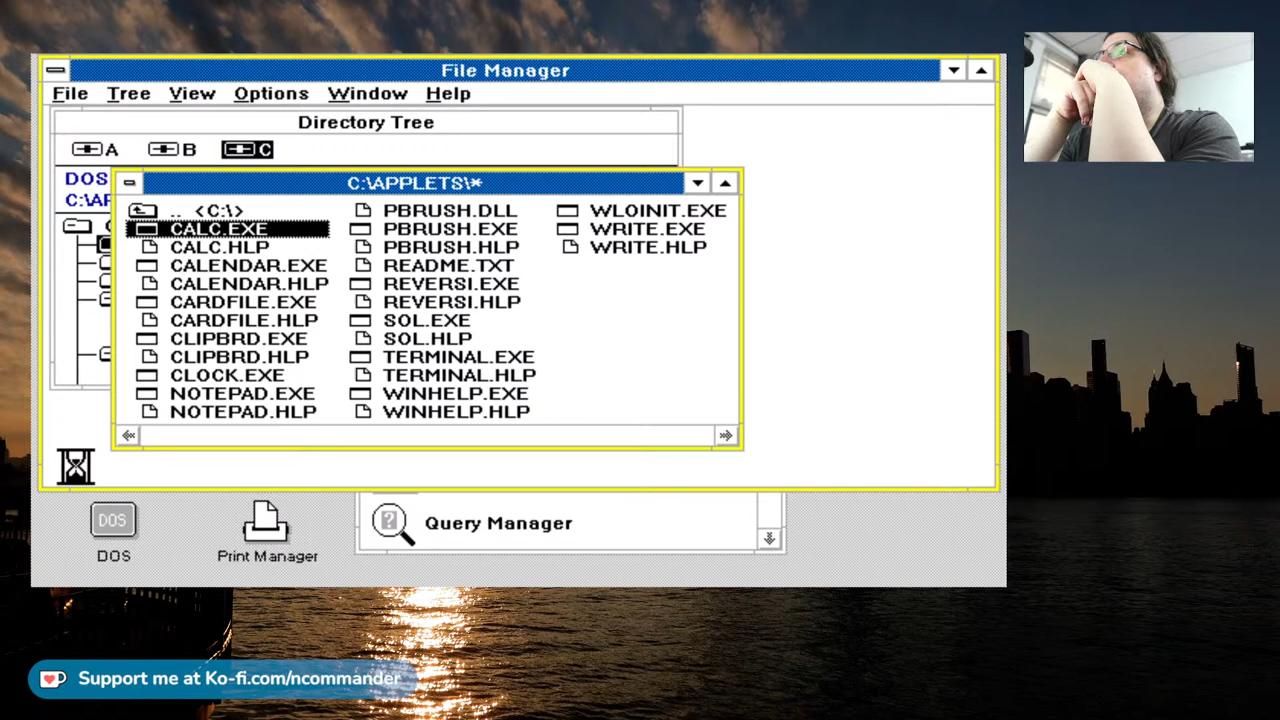 File Manager
File Tree View Options Window Help
Directory Tree
A B C
DOS
C:\AP
C:\APPLETS\*
.. <C:\>
CALC.EXE
CALC.HLP
CALENDAR.EXE
CALENDAR.HLP
CARDFILE.EXE
CARDFILE.HLP
CLIPBRD.EXE
CLIPBRD.HLP
CLOCK.EXE
NOTEPAD.EXE
NOTEPAD.HLP
PBRUSH.DLL
PBRUSH.EXE
PBRUSH.HLP
README.TXT
REVERSI.EXE
REVERSI.HLP
SOL.EXE
SOL.HLP
TERMINAL.EXE
TERMINAL.HLP
WINHELP.EXE
WINHELP.HLP
WLOINIT.EXE
WRITE.EXE
WRITE.HLP
DOS
DOS
Print Manager
Query Manager
Support me at Ko-fi.com/ncommander